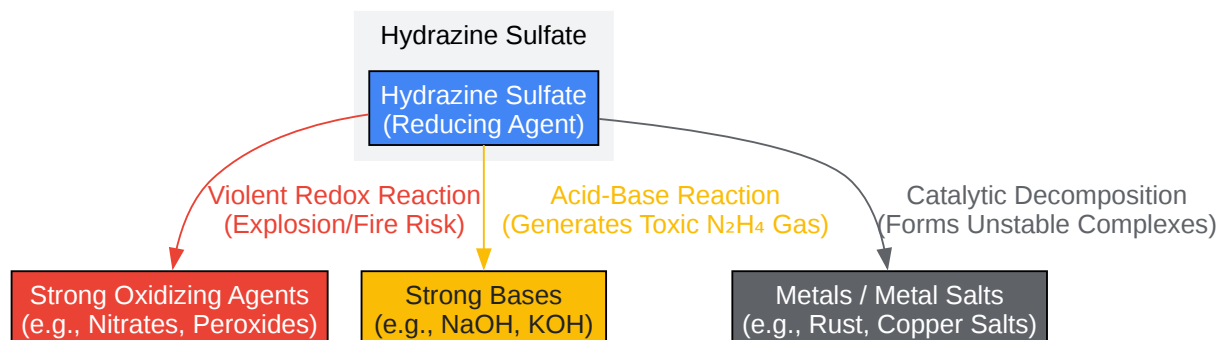 Hydrazine Sulfate
Hydrazine Sulfate
(Reducing Agent)
Violent Redox Reaction
(Explosion/Fire Risk)
Acid-Base Reaction
(Generates Toxic N₂H₄ Gas)
Catalytic Decomposition
(Forms Unstable Complexes)
Strong Oxidizing Agents
(e.g., Nitrates, Peroxides)
Strong Bases
(e.g., NaOH, KOH)
Metals / Metal Salts
(e.g., Rust, Copper Salts)